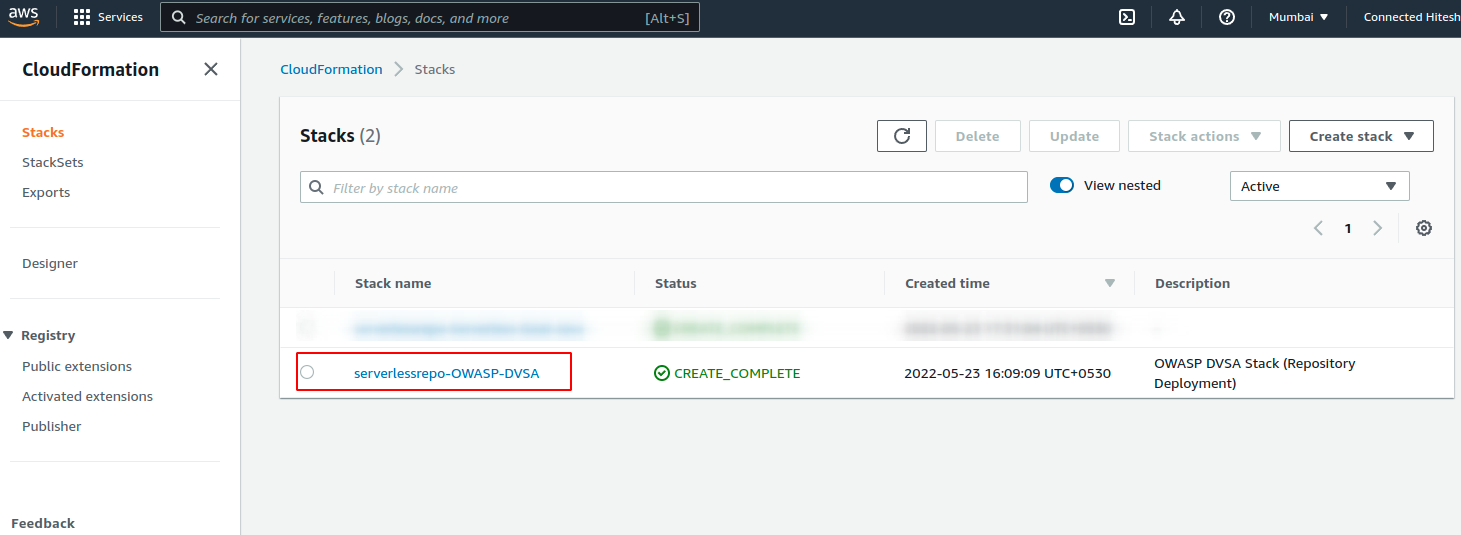 aws
Services
Search for services, features, blogs, docs, and more
[Alt+S]
Mumbai
Connected Hitesh
CloudFormation
Stacks
StackSets
Exports
Designer
Registry
Public extensions
Activated extensions
Publisher
Feedback
CloudFormation
Stacks
Stacks (2)
Delete
Update
Stack actions
Create stack
Filter by stack name
View nested
Active
1
Stack name
Status
Created time
Description
serverlessrepo-OWASP-DVSA
CREATE_COMPLETE
2022-05-23 16:09:09 UTC+0530
OWASP DVSA Stack (Repository
Deployment)